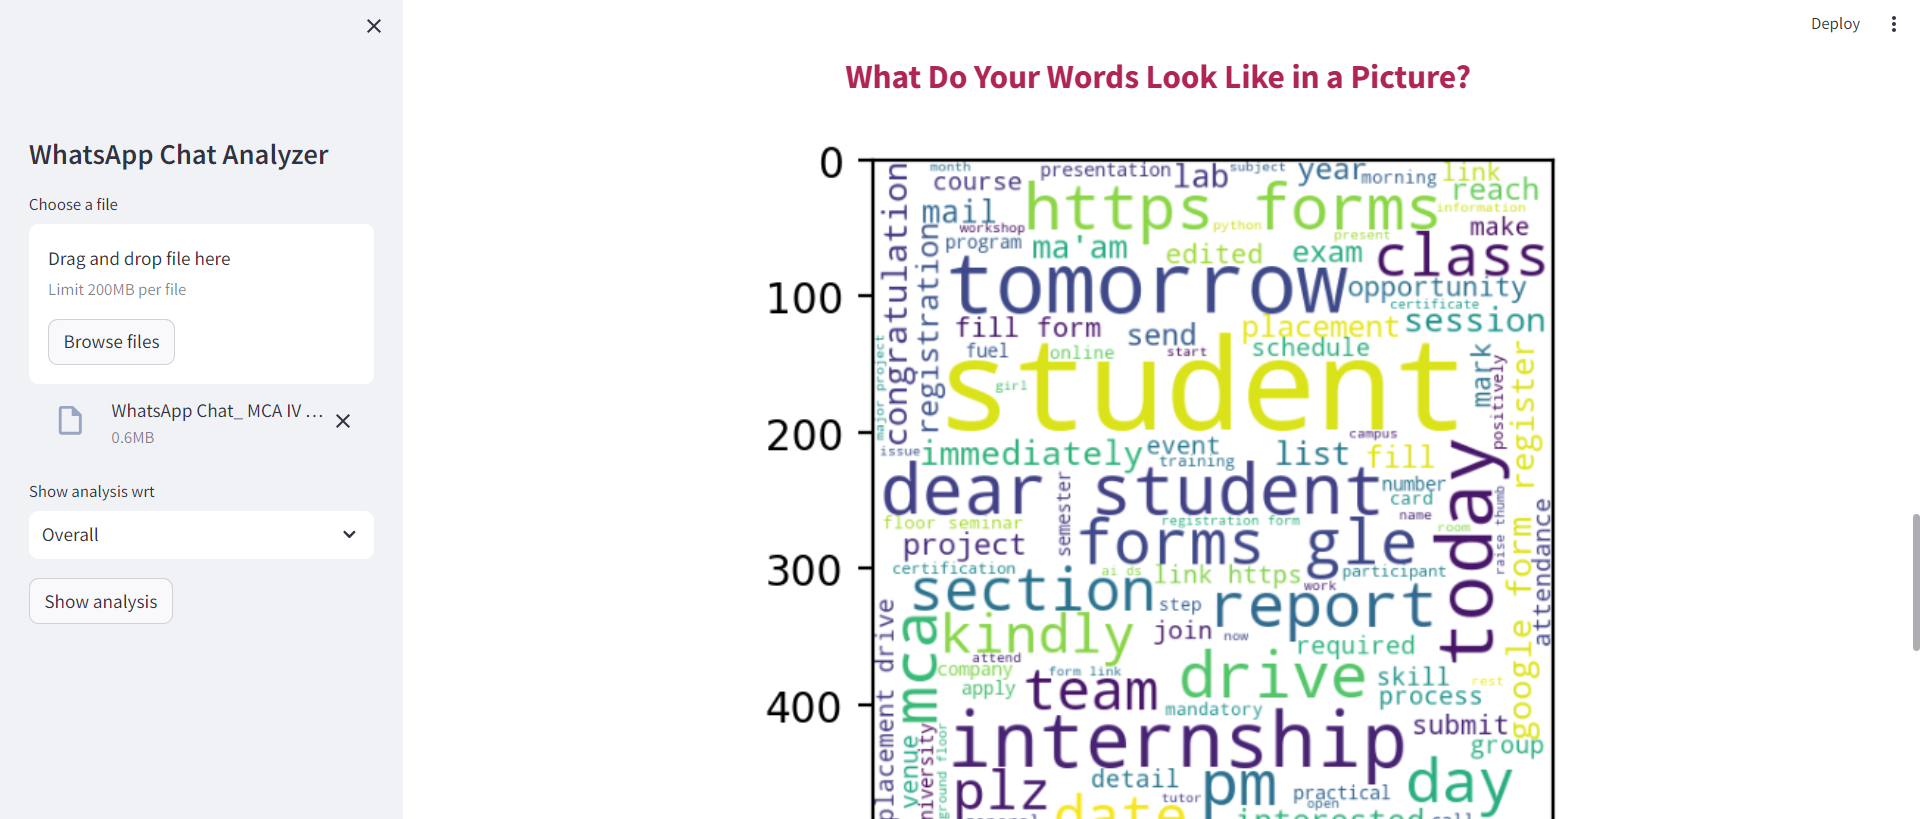 Deploy
WhatsApp Chat Analyzer
Choose a file
Drag and drop file here
Limit 200MB per file
Browse files
WhatsApp Chat_ MCA IV ...
0.6MB
Show analysis wrt
Overall
Show analysis
What Do Your Words Look Like in a Picture?
0
100
200
300
400
month
presentation
lab
subject
year
morning
link
course
reach
mail
https forms
information
workshop
python
present
make
program
ma'am
edited
exam
class
congratulation
registration
tomorrow
opportunity
certificate
fill form
send
placement
session
fuel
online
start
schedule
major project
student
girl
mark
positively
register
campus
issue
immediately
event
training
list
fill
today
dear student
number
card
name
semester
floor seminar
registration form
room
raise thumb
attendance
project
forms gle
certification
ai ds
link https
participant
work
google form
section
step
report
kindly
join
now
required
mca
placement drive
attend
company
form link
drive
skill
rest
apply
team
mandatory
process
internship
submit
group
venue
ground floor
plz
detail
pm
practical
day
tutor
open
date
interested